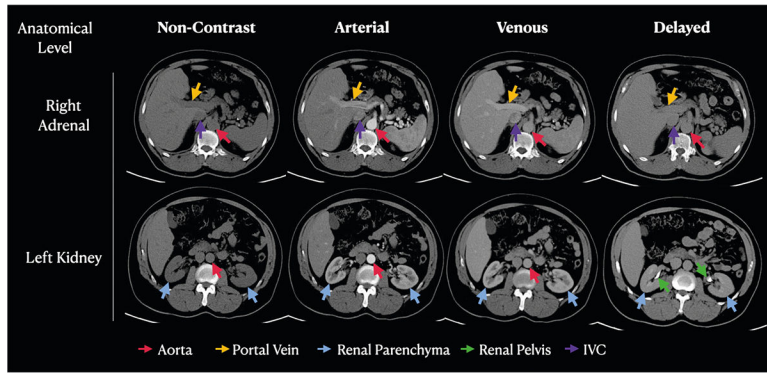 Anatomical Level
Non-Contrast
Arterial
Venous
Delayed
Right Adrenal
Left Kidney
Aorta
Portal Vein
Renal Parenchyma
Renal Pelvis
IVC